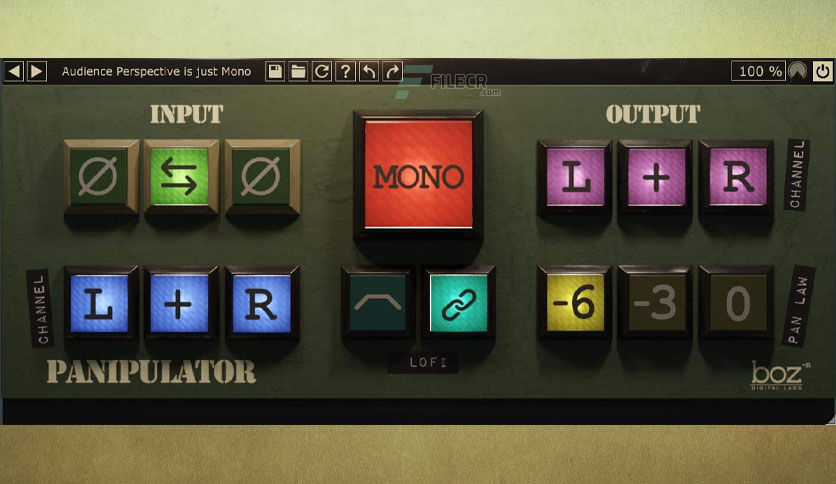 Audience Perspective is just Mono
?
100 %
FILECR
.com
INPUT
OUTPUT
Ø
Ø
MONO
L
+
R
CHANNEL
CHANNEL
L
+
R
-6
-3
0
PAN LAW
LOFI
PANIPULATOR
boz
DIGITAL LABS